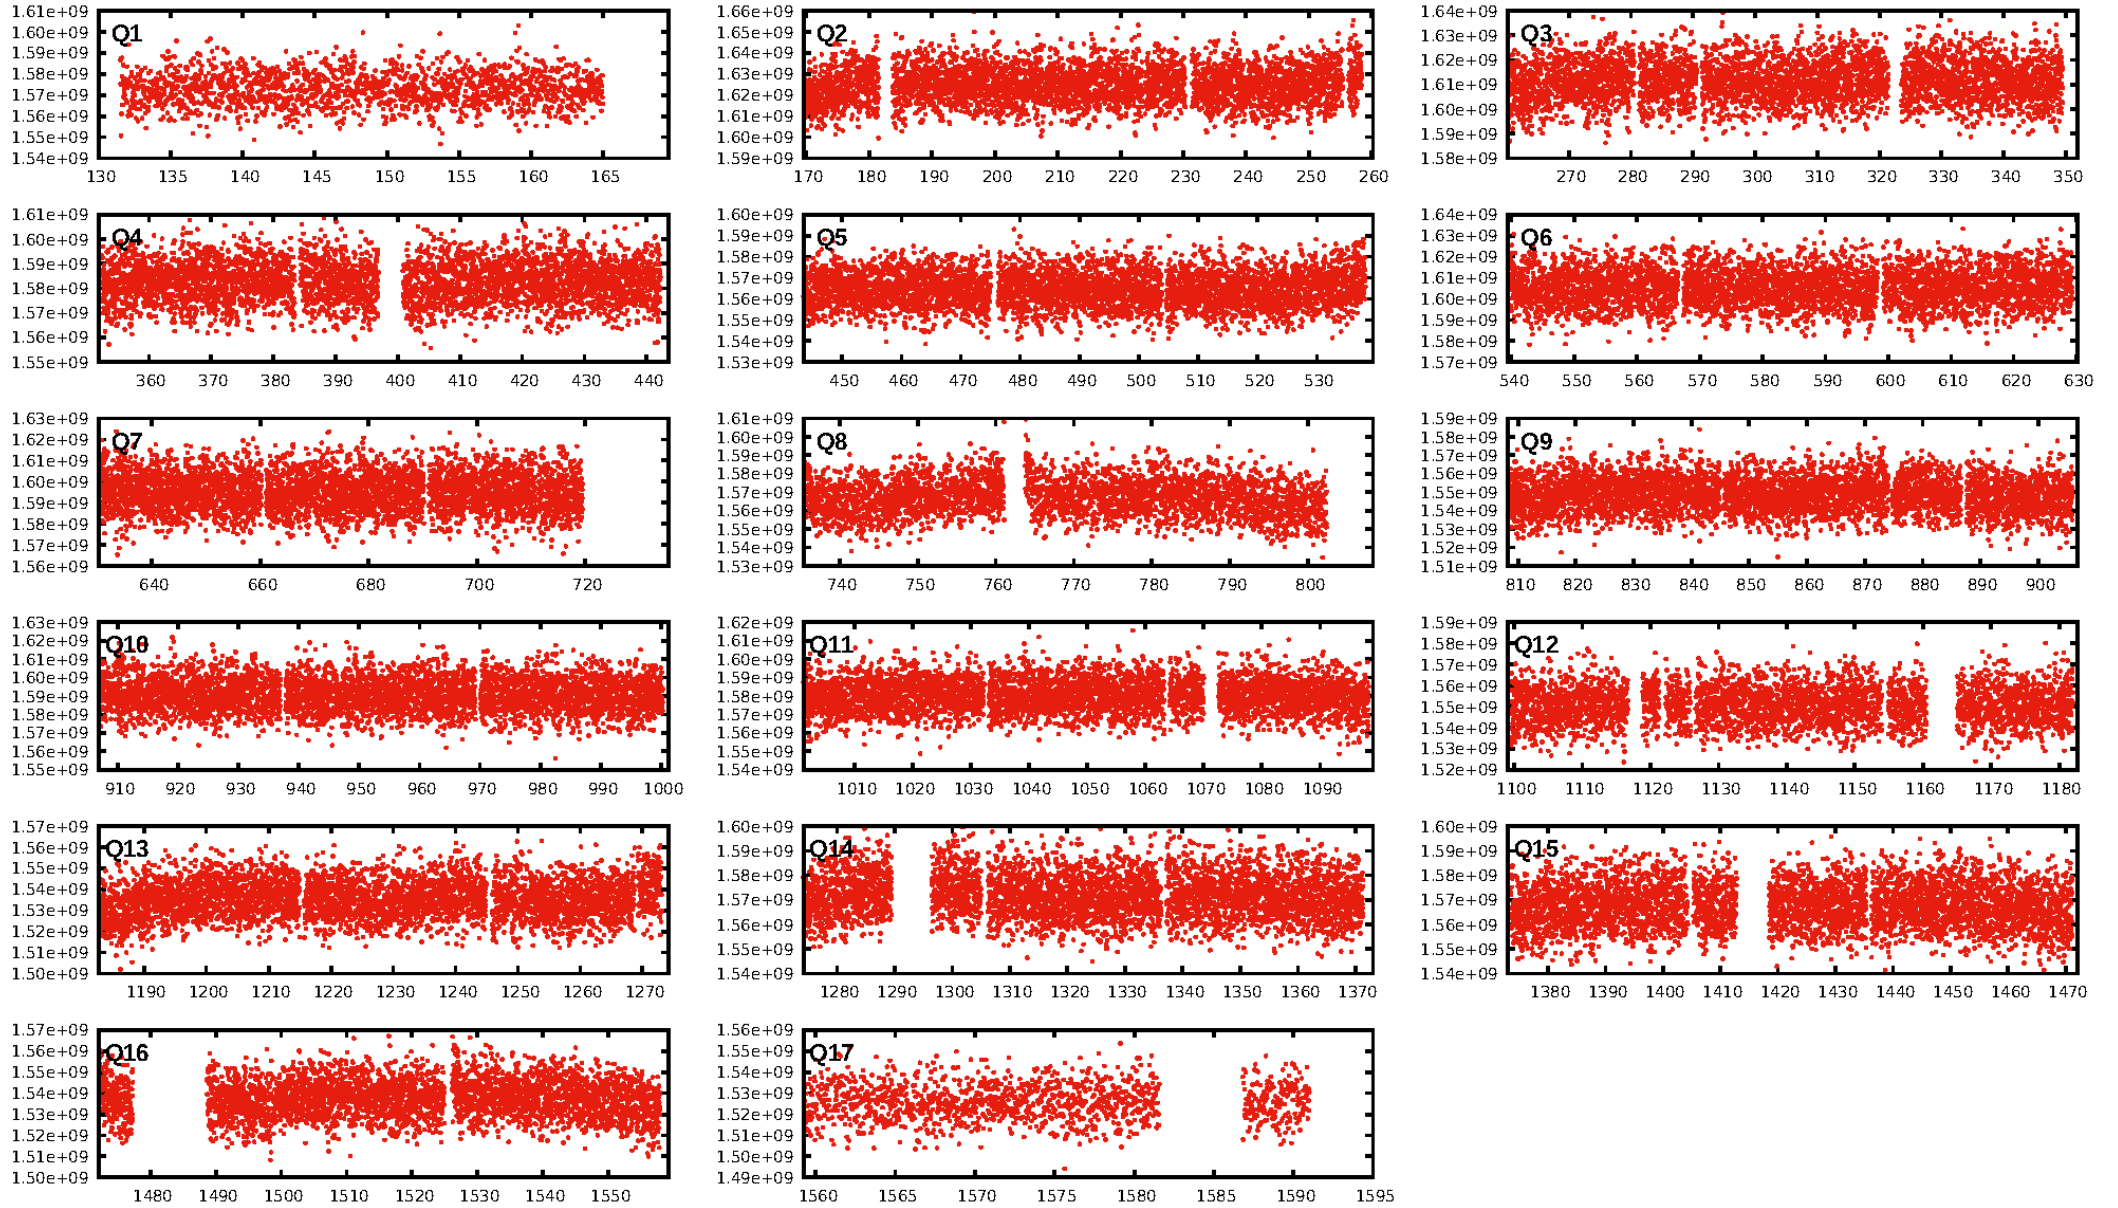 1.61e+09 1.60e+09 1.59e+09 1.58e+09 1.57e+09 1.56e+09 1.55e+09 1.54e+09
Q1
130 135 140 145 150 155 160 165
1.66e+09 1.65e+09 1.64e+09 1.63e+09 1.62e+09 1.61e+09 1.60e+09 1.59e+09
Q2
170 180 190 200 210 220 230 240 250 260
1.64e+09 1.63e+09 1.62e+09 1.61e+09 1.60e+09 1.59e+09 1.58e+09
Q3
270 280 290 300 310 320 330 340 350
1.61e+09 1.60e+09 1.59e+09 1.58e+09 1.57e+09 1.56e+09 1.55e+09
Q4
360 370 380 390 400 410 420 430 440
1.60e+09 1.59e+09 1.58e+09 1.57e+09 1.56e+09 1.55e+09 1.54e+09 1.53e+09
Q5
450 460 470 480 490 500 510 520 530
1.64e+09 1.63e+09 1.62e+09 1.61e+09 1.60e+09 1.59e+09 1.58e+09 1.57e+09
Q6
540 550 560 570 580 590 600 610 620 630
1.63e+09 1.62e+09 1.61e+09 1.60e+09 1.59e+09 1.58e+09 1.57e+09 1.56e+09
Q7
640 660 680 700 720
1.61e+09 1.60e+09 1.59e+09 1.58e+09 1.57e+09 1.56e+09 1.55e+09 1.54e+09 1.53e+09
Q8
740 750 760 770 780 790 800
1.59e+09 1.58e+09 1.57e+09 1.56e+09 1.55e+09 1.54e+09 1.53e+09 1.52e+09 1.51e+09
Q9
810 820 830 840 850 860 870 880 890 900
1.63e+09 1.62e+09 1.61e+09 1.60e+09 1.59e+09 1.58e+09 1.57e+09 1.56e+09 1.55e+09
Q10
910 920 930 940 950 960 970 980 990 1000
1.62e+09 1.61e+09 1.60e+09 1.59e+09 1.58e+09 1.57e+09 1.56e+09 1.55e+09 1.54e+09
Q11
1010 1020 1030 1040 1050 1060 1070 1080 1090
1.59e+09 1.58e+09 1.57e+09 1.56e+09 1.55e+09 1.54e+09 1.53e+09 1.52e+09
Q12
1100 1110 1120 1130 1140 1150 1160 1170 1180
1.57e+09 1.56e+09 1.55e+09 1.54e+09 1.53e+09 1.52e+09 1.51e+09 1.50e+09
Q13
1190 1200 1210 1220 1230 1240 1250 1260 1270
1.60e+09 1.59e+09 1.58e+09 1.57e+09 1.56e+09 1.55e+09 1.54e+09
Q14
1280 1290 1300 1310 1320 1330 1340 1350 1360 1370
1.60e+09 1.59e+09 1.58e+09 1.57e+09 1.56e+09 1.55e+09 1.54e+09
Q15
1380 1390 1400 1410 1420 1430 1440 1450 1460 1470
1.57e+09 1.56e+09 1.55e+09 1.54e+09 1.53e+09 1.52e+09 1.51e+09 1.50e+09
Q16
1480 1490 1500 1510 1520 1530 1540 1550
1.56e+09 1.55e+09 1.54e+09 1.53e+09 1.52e+09 1.51e+09 1.50e+09 1.49e+09
Q17
1560 1565 1570 1575 1580 1585 1590 1595